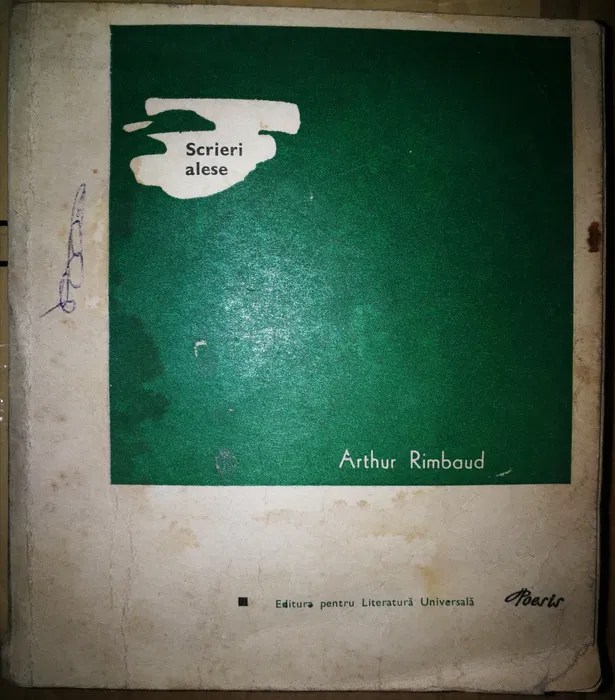 Scrieri
alese
Arthur Rimbaud
Editura pentru Literatură Universală
Poesis